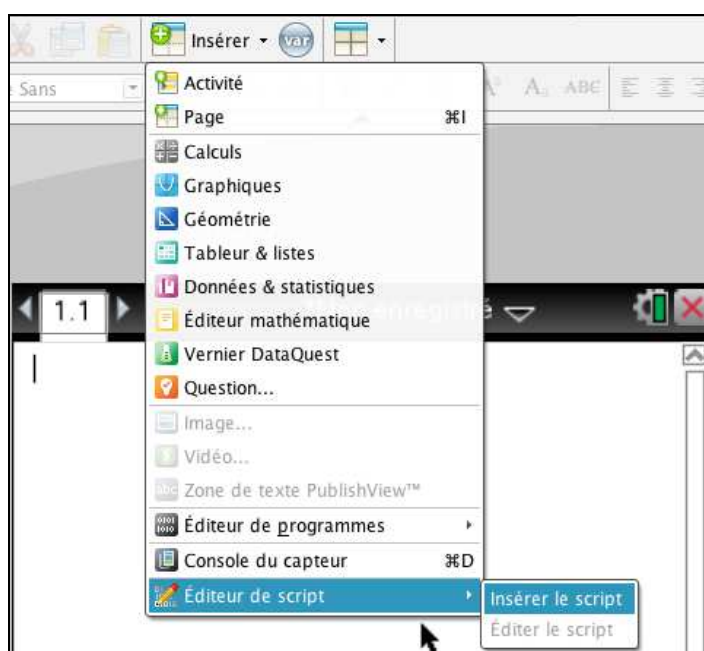 Insérer
var
Sans
A ABC
Activité
Page ⌘I
Calculs
Graphiques
Géométrie
Tableur & listes
Données & statistiques
1.1
Éditeur mathématique
Vernier DataQuest
Question...
Image...
Vidéo...
abc Zone de texte PublishView™
Éditeur de programmes
Console du capteur ⌘D
Éditeur de script
Insérer le script
Éditer le script